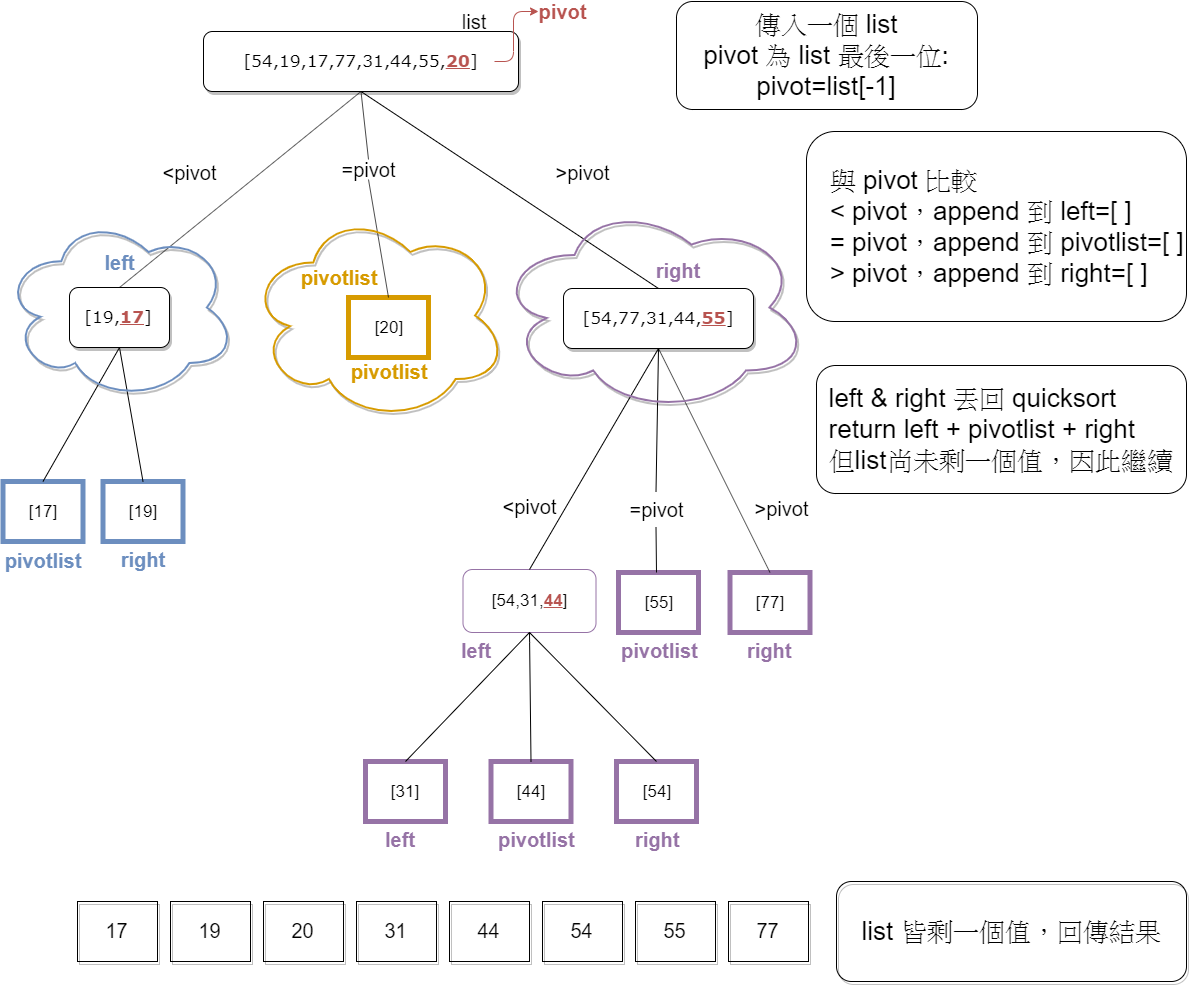 list
pivot
[54,19,17,77,31,44,55,20]
傳入一個 list
pivot 為 list 最後一位:
pivot=list[-1]
<pivot
=pivot
>pivot
與 pivot 比較
< pivot，append 到 left=[ ]
= pivot，append 到 pivotlist=[ ]
> pivot，append 到 right=[ ]
left
pivotlist
right
[19,17]
[20]
[54,77,31,44,55]
pivotlist
left & right 丟回 quicksort
return left + pivotlist + right
但list尚未剩一個值，因此繼續
<pivot
=pivot
>pivot
[17]
[19]
pivotlist
right
[54,31,44]
[55]
[77]
left
pivotlist
right
[31]
[44]
[54]
left
pivotlist
right
17
19
20
31
44
54
55
77
list 皆剩一個值，回傳結果